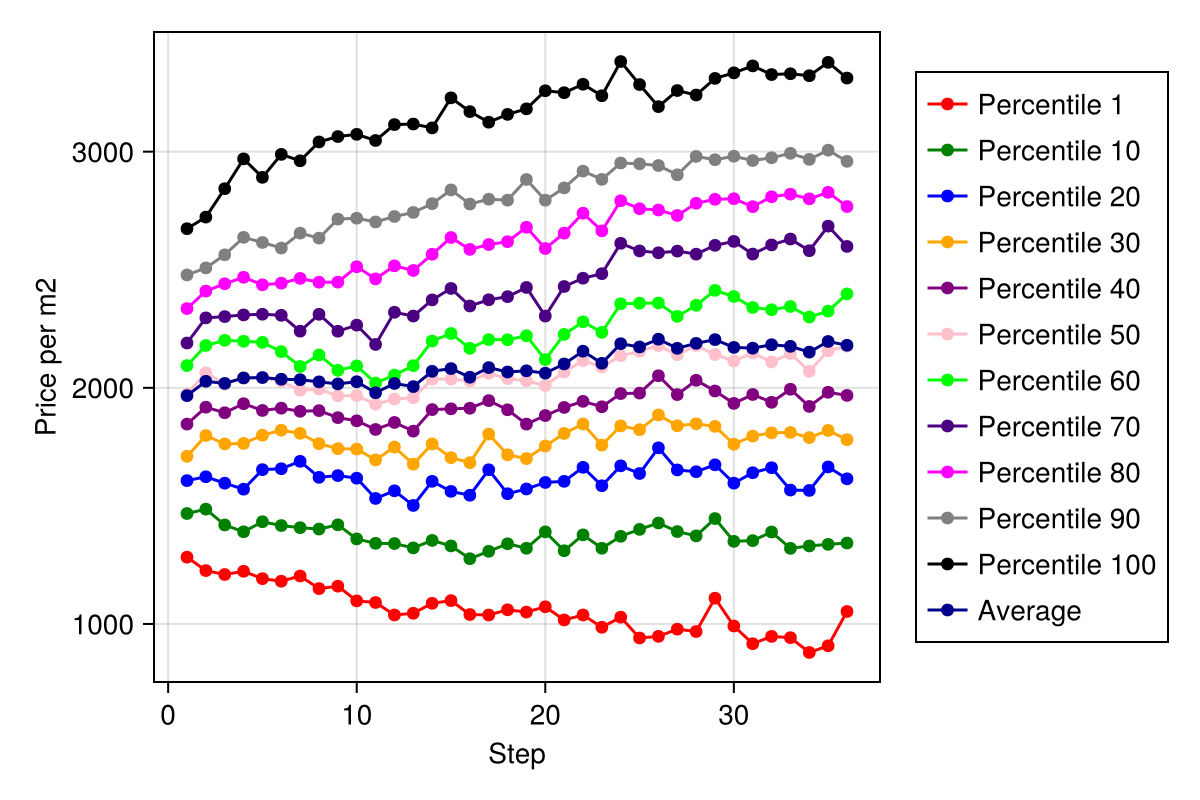 Price per m2
3000
2000
1000
0
10
20
30
Step
Percentile 1
Percentile 10
Percentile 20
Percentile 30
Percentile 40
Percentile 50
Percentile 60
Percentile 70
Percentile 80
Percentile 90
Percentile 100
Average